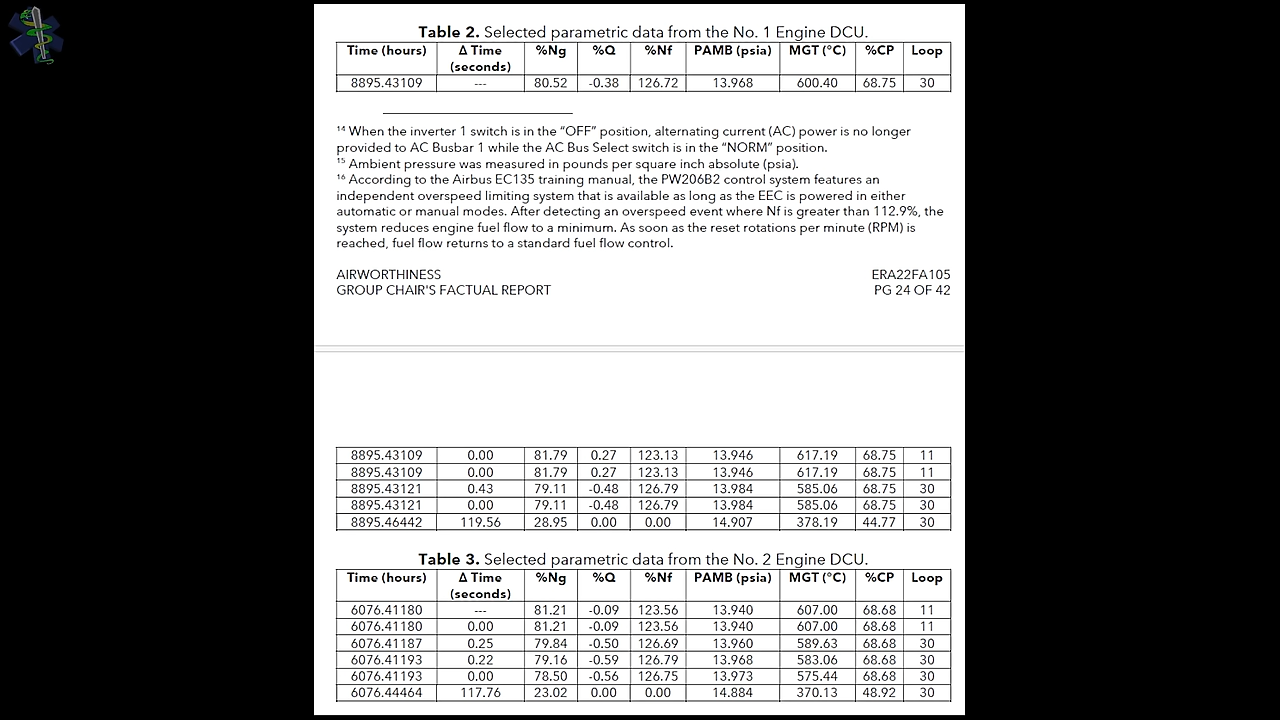 Table 2. Selected parametric data from the No. 1 Engine DCU.
Time (hours) Δ Time (seconds) %Ng %Q %Nf PAMB (psia) MGT (°C) %CP Loop
8895.43109 --- 80.52 -0.38 126.72 13.968 600.40 68.75 30
¹⁴ When the inverter 1 switch is in the “OFF” position, alternating current (AC) power is no longer
provided to AC Busbar 1 while the AC Bus Select switch is in the “NORM” position.
¹⁵ Ambient pressure was measured in pounds per square inch absolute (psia).
¹⁶ According to the Airbus EC135 training manual, the PW206B2 control system features an
independent overspeed limiting system that is available as long as the EEC is powered in either
automatic or manual modes. After detecting an overspeed event where Nf is greater than 112.9%, the
system reduces engine fuel flow to a minimum. As soon as the reset rotations per minute (RPM) is
reached, fuel flow returns to a standard fuel flow control.
AIRWORTHINESS ERA22FA105
GROUP CHAIR'S FACTUAL REPORT PG 24 OF 42
8895.43109 0.00 81.79 0.27 123.13 13.946 617.19 68.75 11
8895.43109 0.00 81.79 0.27 123.13 13.946 617.19 68.75 11
8895.43121 0.43 79.11 -0.48 126.79 13.984 585.06 68.75 30
8895.43121 0.00 79.11 -0.48 126.79 13.984 585.06 68.75 30
8895.46442 119.56 28.95 0.00 0.00 14.907 378.19 44.77 30
Table 3. Selected parametric data from the No. 2 Engine DCU.
Time (hours) Δ Time (seconds) %Ng %Q %Nf PAMB (psia) MGT (°C) %CP Loop
6076.41180 --- 81.21 -0.09 123.56 13.940 607.00 68.68 11
6076.41180 0.00 81.21 -0.09 123.56 13.940 607.00 68.68 11
6076.41187 0.25 79.84 -0.50 126.69 13.960 589.63 68.68 30
6076.41193 0.22 79.16 -0.59 126.79 13.968 583.06 68.68 30
6076.41193 0.00 78.50 -0.56 126.75 13.973 575.44 68.68 30
6076.44464 117.76 23.02 0.00 0.00 14.884 370.13 48.92 30